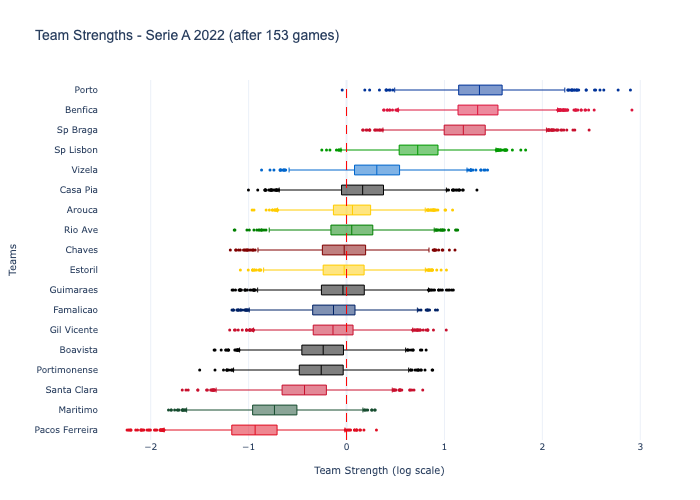 Team Strengths - Serie A 2022 (after 153 games)
Porto
Benfica
Sp Braga
Sp Lisbon
Vizela
Casa Pia
Arouca
Rio Ave
Chaves
Estoril
Guimaraes
Famalicao
Gil Vicente
Boavista
Portimonense
Santa Clara
Maritimo
Pacos Ferreira
Teams
−2 −1 0 1 2 3
Team Strength (log scale)